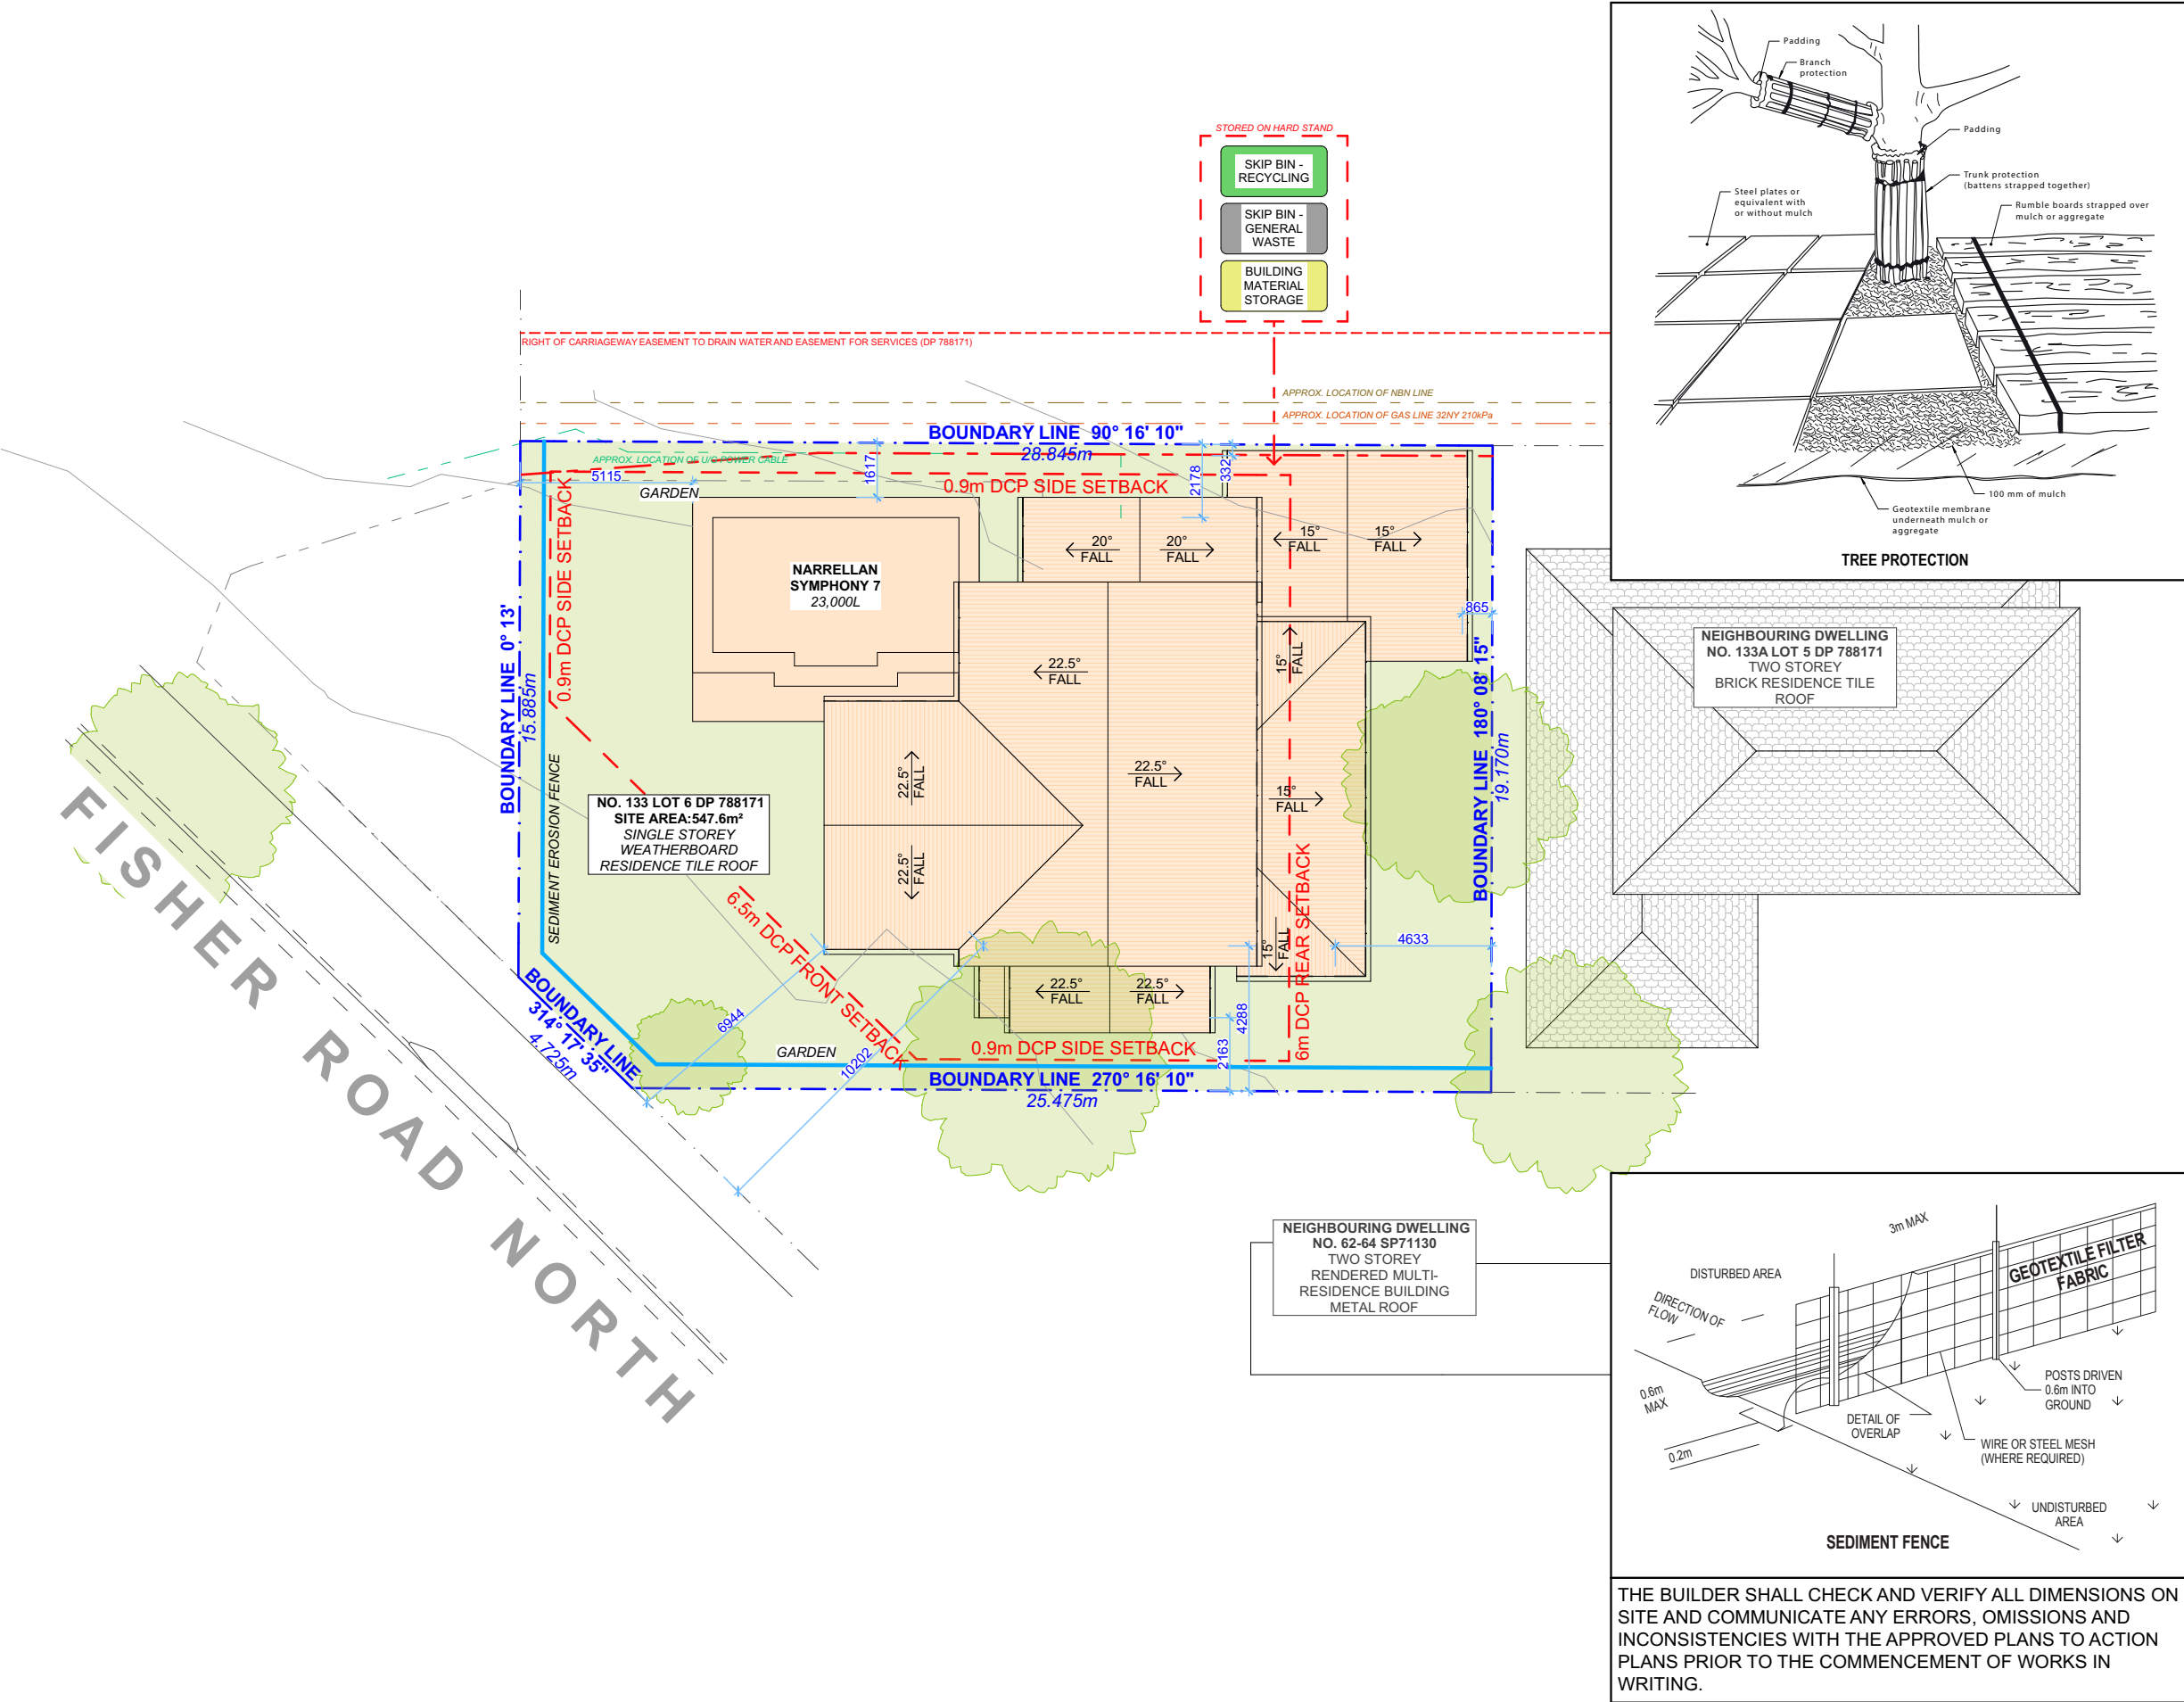 STORED ON HARD STAND
SKIP BIN -
RECYCLING
SKIP BIN -
GENERAL
WASTE
BUILDING
MATERIAL
STORAGE
RIGHT OF CARRIAGEWAY EASEMENT TO DRAIN WATER AND EASEMENT FOR SERVICES (DP 788171)
APPROX. LOCATION OF NBN LINE
APPROX. LOCATION OF GAS LINE 32NY 210kPa
BOUNDARY LINE 90° 16' 10"
28.845m
APPROX. LOCATION OF U/G POWER CABLE
5115
GARDEN
1617
0.9m DCP SIDE SETBACK
2178
332
0.9m DCP SIDE SETBACK
BOUNDARY LINE 0° 13'
15.885m
SEDIMENT EROSION FENCE
NARRELLAN
SYMPHONY 7
23,000L
20°
FALL
20°
FALL
15°
FALL
15°
FALL
865
22.5°
FALL
15°
FALL
22.5°
FALL
22.5°
FALL
15°
FALL
22.5°
FALL
15°
FALL
22.5°
FALL
22.5°
FALL
NO. 133 LOT 6 DP 788171
SITE AREA:547.6m²
SINGLE STOREY
WEATHERBOARD
RESIDENCE TILE ROOF
BOUNDARY LINE 180° 08' 15"
19.170m
6m DCP REAR SETBACK
4633
6.5m DCP FRONT SETBACK
6944
10202
4288
2163
GARDEN
0.9m DCP SIDE SETBACK
BOUNDARY LINE
314° 17' 35"
4.725m
BOUNDARY LINE 270° 16' 10"
25.475m
FISHER ROAD NORTH
NEIGHBOURING DWELLING
NO. 133A LOT 5 DP 788171
TWO STOREY
BRICK RESIDENCE TILE
ROOF
NEIGHBOURING DWELLING
NO. 62-64 SP71130
TWO STOREY
RENDERED MULTI-
RESIDENCE BUILDING
METAL ROOF
Padding
Branch
protection
Padding
Trunk protection
(battens strapped together)
Steel plates or
equivalent with
or without mulch
Rumble boards strapped over
mulch or aggregate
100 mm of mulch
Geotextile membrane
underneath mulch or
aggregate
TREE PROTECTION
3m MAX
GEOTEXTILE FILTER
FABRIC
DISTURBED AREA
DIRECTION OF
FLOW
0.6m
MAX
0.2m
DETAIL OF
OVERLAP
POSTS DRIVEN
0.6m INTO
GROUND
WIRE OR STEEL MESH
(WHERE REQUIRED)
UNDISTURBED
AREA
SEDIMENT FENCE
THE BUILDER SHALL CHECK AND VERIFY ALL DIMENSIONS ON
SITE AND COMMUNICATE ANY ERRORS, OMISSIONS AND
INCONSISTENCIES WITH THE APPROVED PLANS TO ACTION
PLANS PRIOR TO THE COMMENCEMENT OF WORKS IN
WRITING.